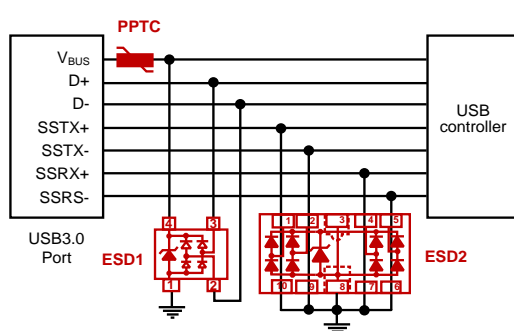 PPTC
VBUS
D+
D-
SSTX+
SSTX-
SSRX+
SSRS-
USB controller
USB3.0 Port
4 3
ESD1
1 2
1 2 3 4 5
ESD2
10 9 8 7 6